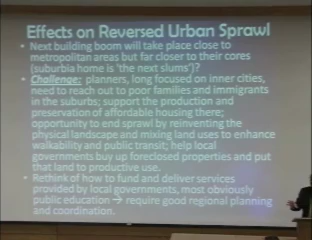 Effects on Reversed Urban Sprawl
• Next building boom will take place close to
metropolitan areas but far closer to their cores
(suburbia home is 'the next slums')?
• Challenge: planners, long focused on inner cities,
need to reach out to poor families and immigrants
in the suburbs; support the production and
preservation of affordable housing there;
opportunity to end sprawl by reinventing the
physical landscape and mixing land uses to enhance
walkability and public transit; help local
governments buy up foreclosed properties and put
that land to productive use.
• Rethink of how to fund and deliver services
provided by local governments, most obviously
public education → require good regional planning
and coordination.